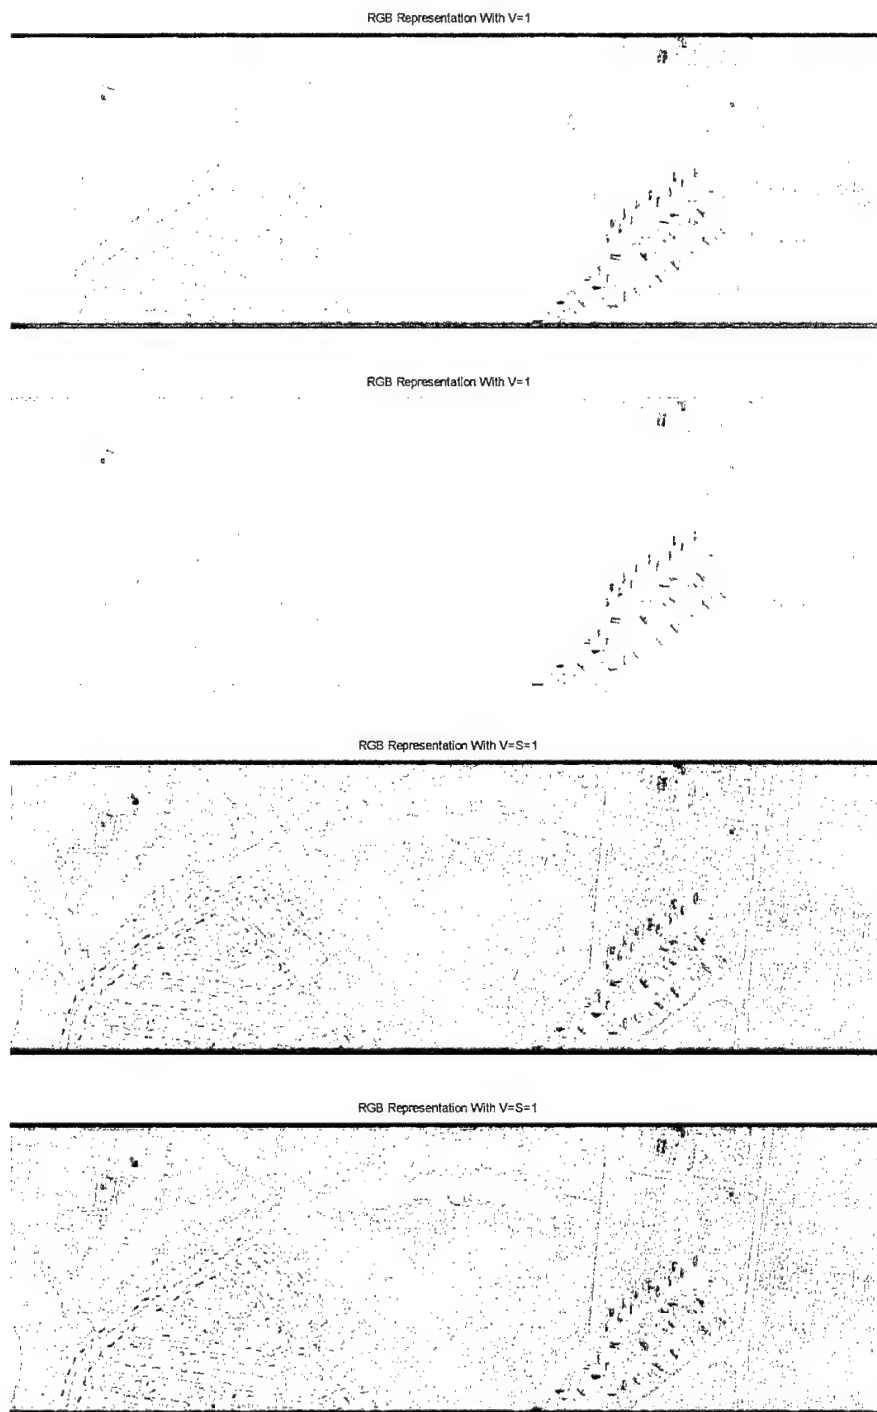 RGB Representation With V=1
RGB Representation With V=1
RGB Representation With V=S=1
RGB Representation With V=S=1